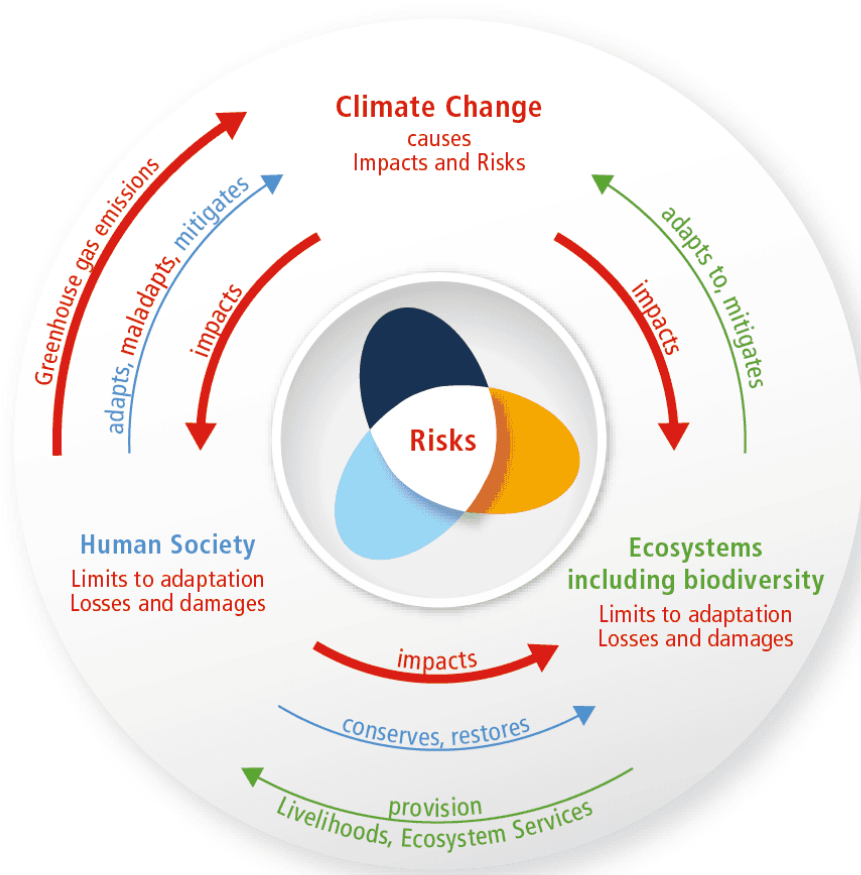 Climate Change
causes
Impacts and Risks
Greenhouse gas emissions
adapts, maladapts, mitigates
impacts
impacts
adapts to, mitigates
Risks
Human Society
Limits to adaptation
Losses and damages
Ecosystems
including biodiversity
Limits to adaptation
Losses and damages
impacts
conserves, restores
provision
Livelihoods, Ecosystem Services